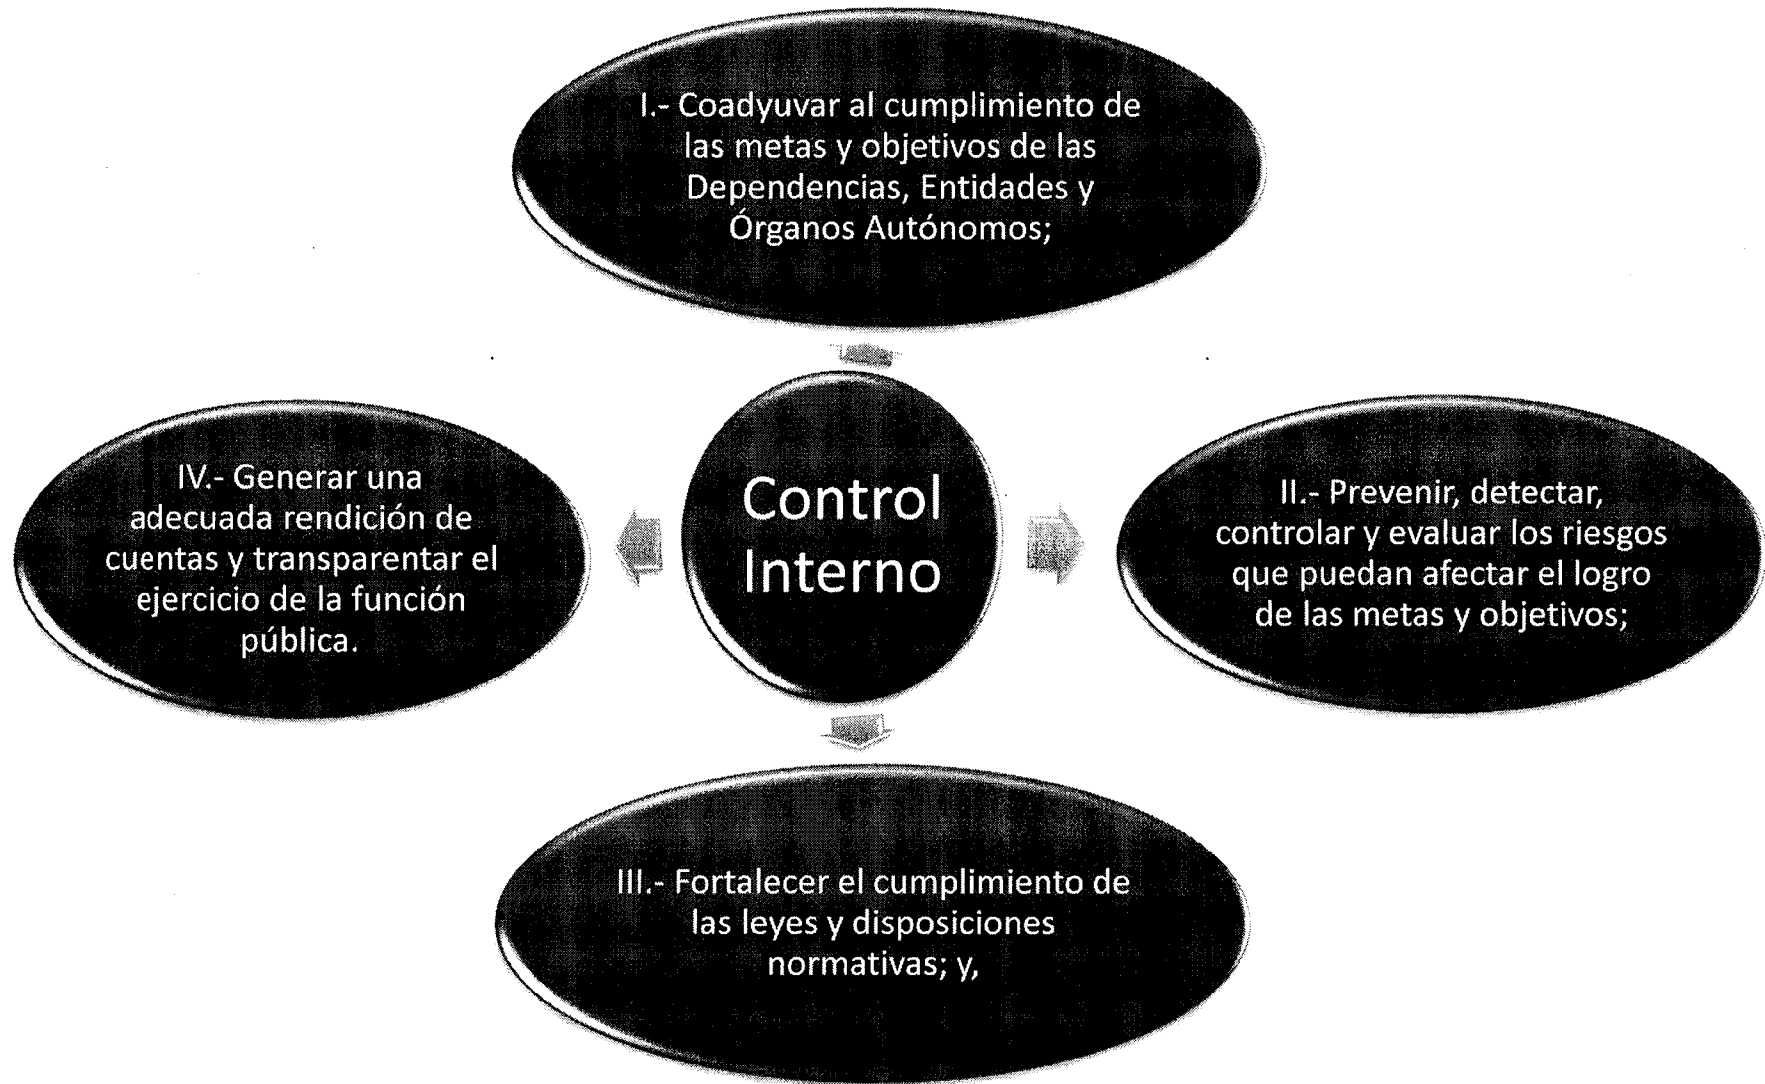 I.- Coadyuvar al cumplimiento de
las metas y objetivos de las
Dependencias, Entidades y
Órganos Autónomos;
Control
Interno
II.- Prevenir, detectar,
controlar y evaluar los riesgos
que puedan afectar el logro
de las metas y objetivos;
III.- Fortalecer el cumplimiento de
las leyes y disposiciones
normativas; y,
IV.- Generar una
adecuada rendición de
cuentas y transparentar el
ejercicio de la función
pública.